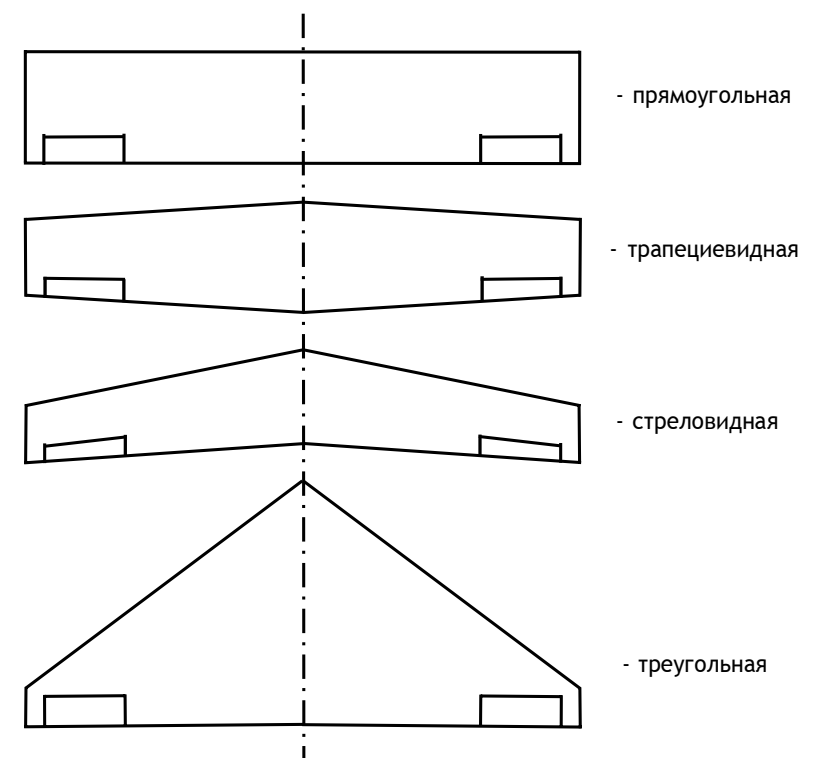 - прямоугольная
- трапециевидная
- стреловидная
- треугольная